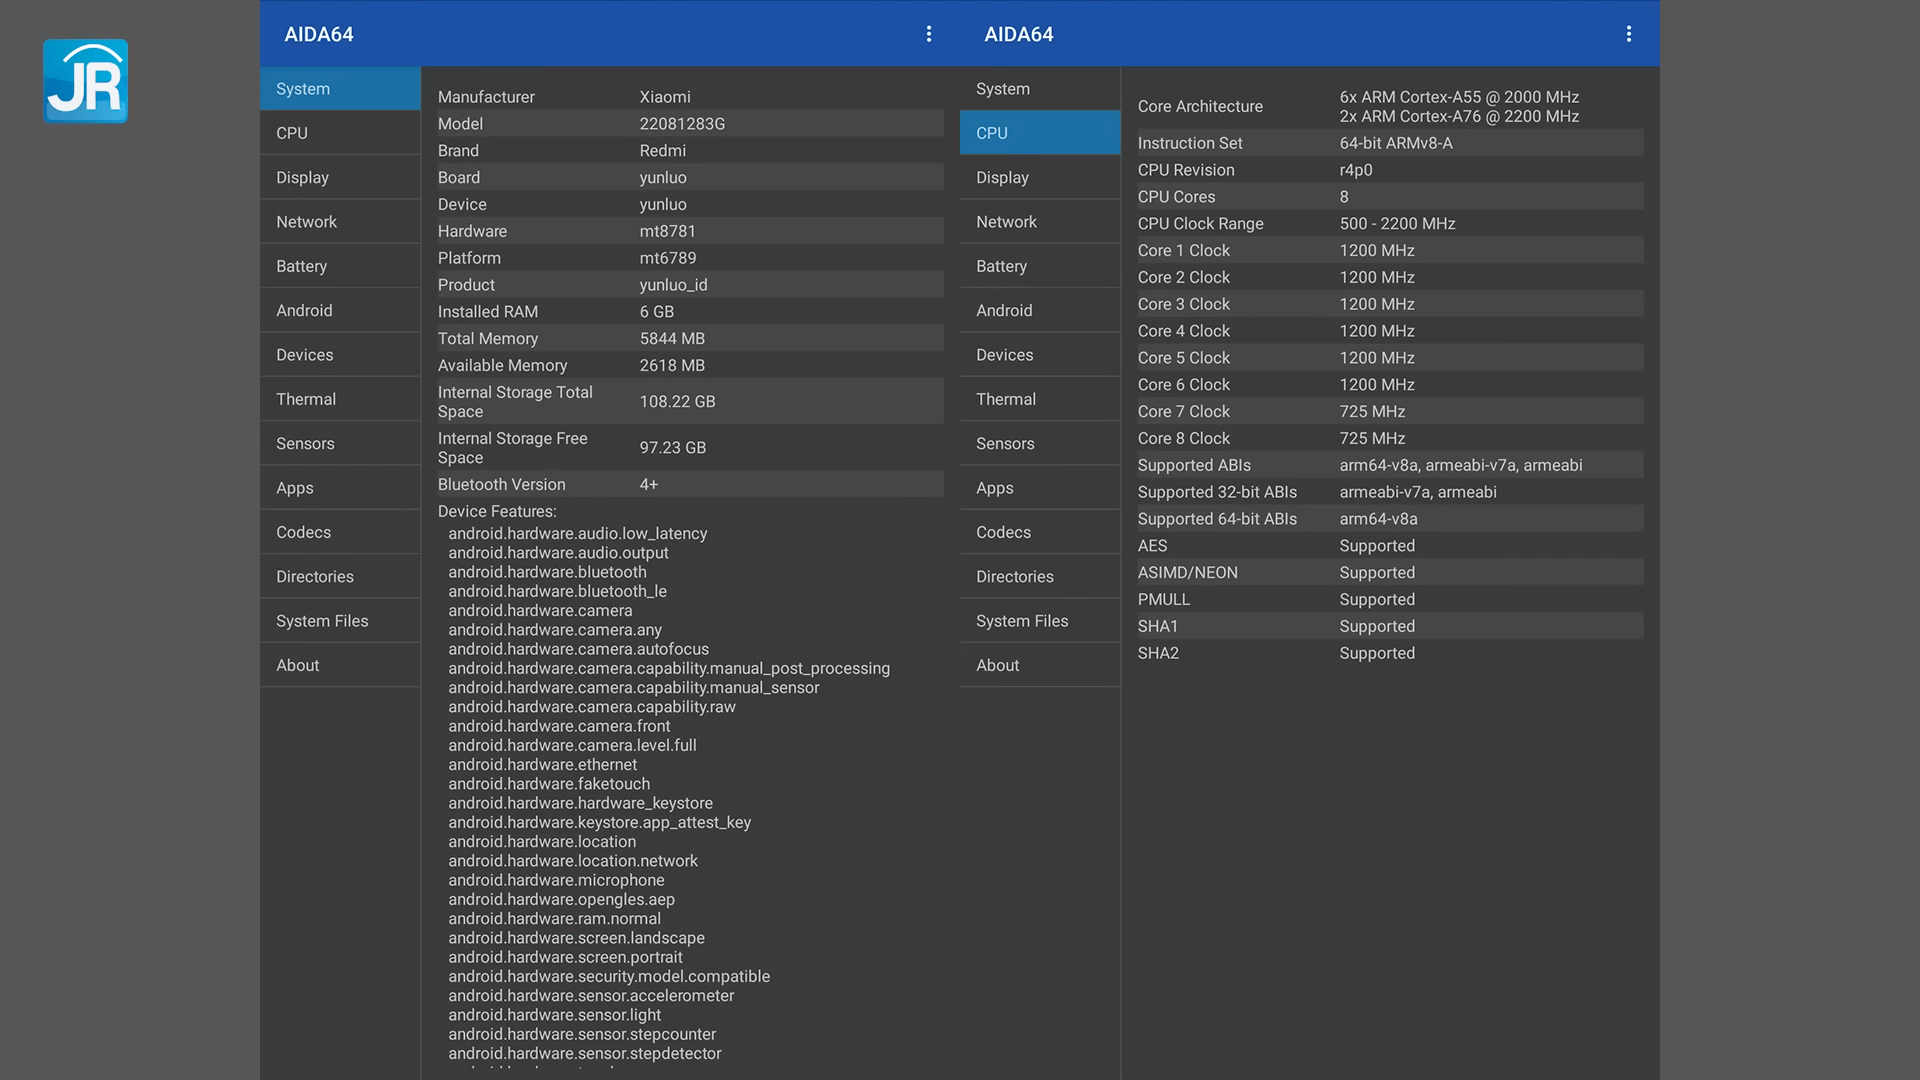 JR
AIDA64
System
CPU
Display
Network
Battery
Android
Devices
Thermal
Sensors
Apps
Codecs
Directories
System Files
About
Manufacturer Xiaomi
Model 22081283G
Brand Redmi
Board yunluo
Device yunluo
Hardware mt8781
Platform mt6789
Product yunluo_id
Installed RAM 6 GB
Total Memory 5844 MB
Available Memory 2618 MB
Internal Storage Total
Space 108.22 GB
Internal Storage Free
Space 97.23 GB
Bluetooth Version 4+
Device Features:
android.hardware.audio.low_latency
android.hardware.audio.output
android.hardware.bluetooth
android.hardware.bluetooth_le
android.hardware.camera
android.hardware.camera.any
android.hardware.camera.autofocus
android.hardware.camera.capability.manual_post_processing
android.hardware.camera.capability.manual_sensor
android.hardware.camera.capability.raw
android.hardware.camera.front
android.hardware.camera.level.full
android.hardware.ethernet
android.hardware.faketouch
android.hardware.hardware_keystore
android.hardware.keystore.app_attest_key
android.hardware.location
android.hardware.location.network
android.hardware.microphone
android.hardware.opengles.aep
android.hardware.ram.normal
android.hardware.screen.landscape
android.hardware.screen.portrait
android.hardware.security.model.compatible
android.hardware.sensor.accelerometer
android.hardware.sensor.light
android.hardware.sensor.stepcounter
android.hardware.sensor.stepdetector
AIDA64
System
CPU
Display
Network
Battery
Android
Devices
Thermal
Sensors
Apps
Codecs
Directories
System Files
About
Core Architecture 6x ARM Cortex-A55 @ 2000 MHz
2x ARM Cortex-A76 @ 2200 MHz
Instruction Set 64-bit ARMv8-A
CPU Revision r4p0
CPU Cores 8
CPU Clock Range 500 - 2200 MHz
Core 1 Clock 1200 MHz
Core 2 Clock 1200 MHz
Core 3 Clock 1200 MHz
Core 4 Clock 1200 MHz
Core 5 Clock 1200 MHz
Core 6 Clock 1200 MHz
Core 7 Clock 725 MHz
Core 8 Clock 725 MHz
Supported ABIs arm64-v8a, armeabi-v7a, armeabi
Supported 32-bit ABIs armeabi-v7a, armeabi
Supported 64-bit ABIs arm64-v8a
AES Supported
ASIMD/NEON Supported
PMULL Supported
SHA1 Supported
SHA2 Supported